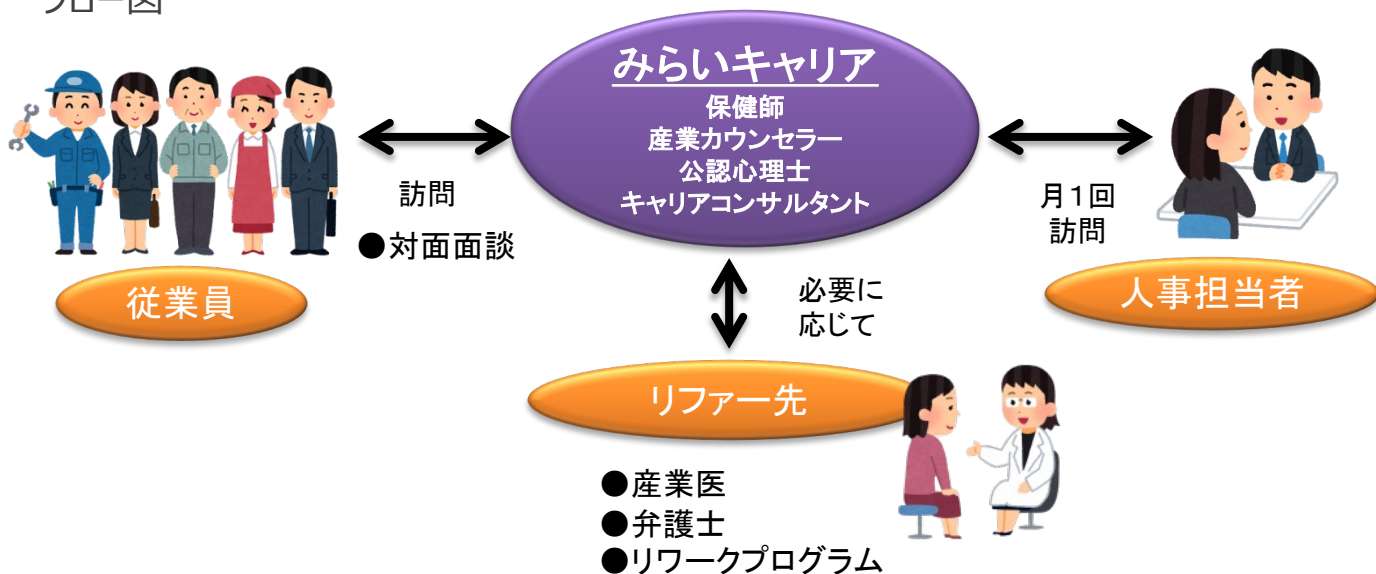 フロー図
みらいキャリア
保健師
産業カウンセラー
公認心理士
キャリアコンサルタント
訪問
●対面面談
従業員
月1回
訪問
人事担当者
必要に
応じて
リファー先
●産業医
●弁護士
●リワークプログラム